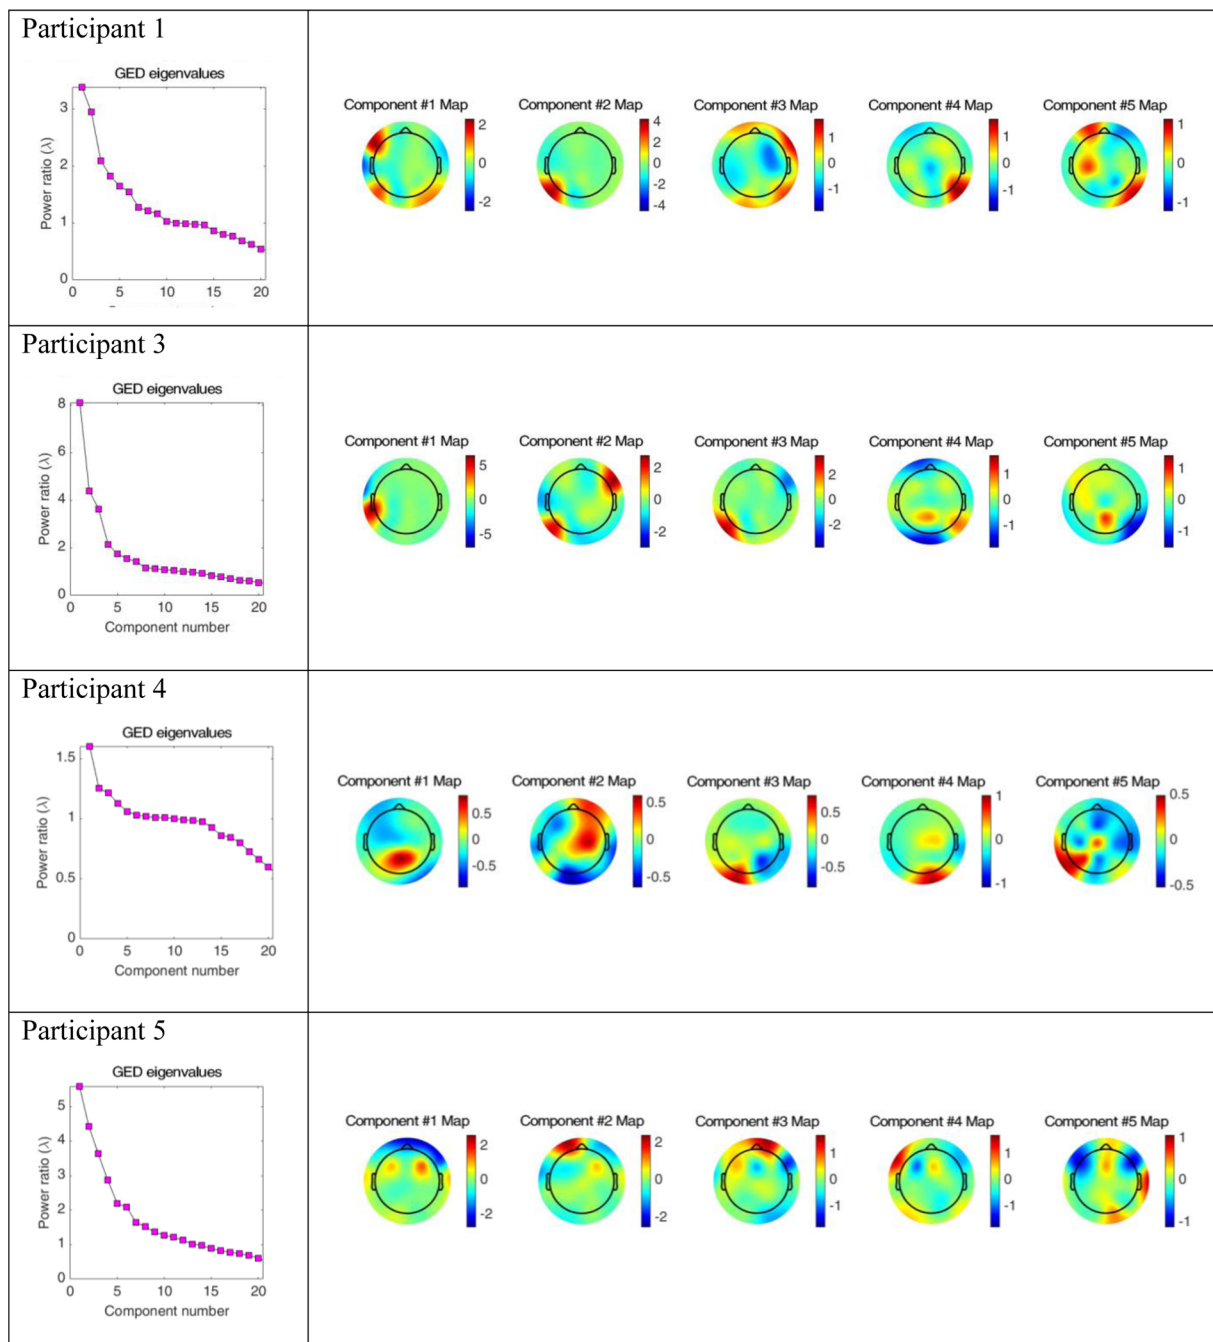 Participant 1
GED eigenvalues
Power ratio (λ)
3
2
1
0
0 5 10 15 20
Component #1 Map
2
0
-2
Component #2 Map
4
2
0
-2
-4
Component #3 Map
1
0
-1
Component #4 Map
1
0
-1
Component #5 Map
1
0
-1
Participant 3
GED eigenvalues
Power ratio (λ)
8
6
4
2
0
0 5 10 15 20
Component number
Component #1 Map
5
0
-5
Component #2 Map
2
0
-2
Component #3 Map
2
0
-2
Component #4 Map
1
0
-1
Component #5 Map
1
0
-1
Participant 4
GED eigenvalues
Power ratio (λ)
1.5
1
0.5
0
0 5 10 15 20
Component number
Component #1 Map
0.5
0
-0.5
Component #2 Map
0.5
0
-0.5
Component #3 Map
0.5
0
-0.5
Component #4 Map
1
0
-1
Component #5 Map
0.5
0
-0.5
Participant 5
GED eigenvalues
Power ratio (λ)
5
4
3
2
1
0
0 5 10 15 20
Component number
Component #1 Map
2
0
-2
Component #2 Map
2
0
-2
Component #3 Map
1
0
-1
Component #4 Map
1
0
-1
Component #5 Map
1
0
-1